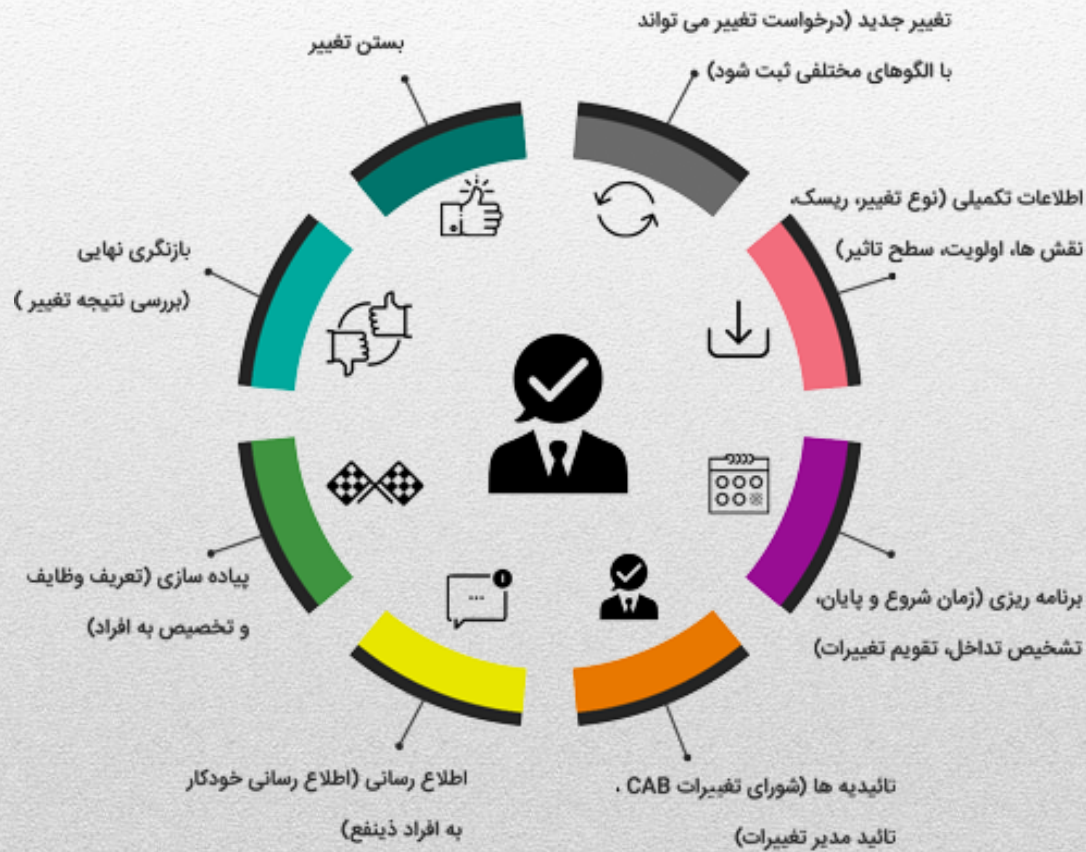 تغییر جدید (درخواست تغییر می تواند
با الگوهای مختلفی ثبت شود)
اطلاعات تکمیلی (نوع تغییر، ریسک،
نقش ها، اولویت، سطح تاثیر)
برنامه ریزی (زمان شروع و پایان،
تشخیص تداخل، تقویم تغییرات)
تائیدیه ها (شورای تغییرات CAB ،
تائید مدیر تغییرات)
اطلاع رسانی (اطلاع رسانی خودکار
به افراد ذینفع)
پیاده سازی (تعریف وظایف
و تخصیص به افراد)
بازنگری نهایی
(بررسی نتیجه تغییر )
بستن تغییر